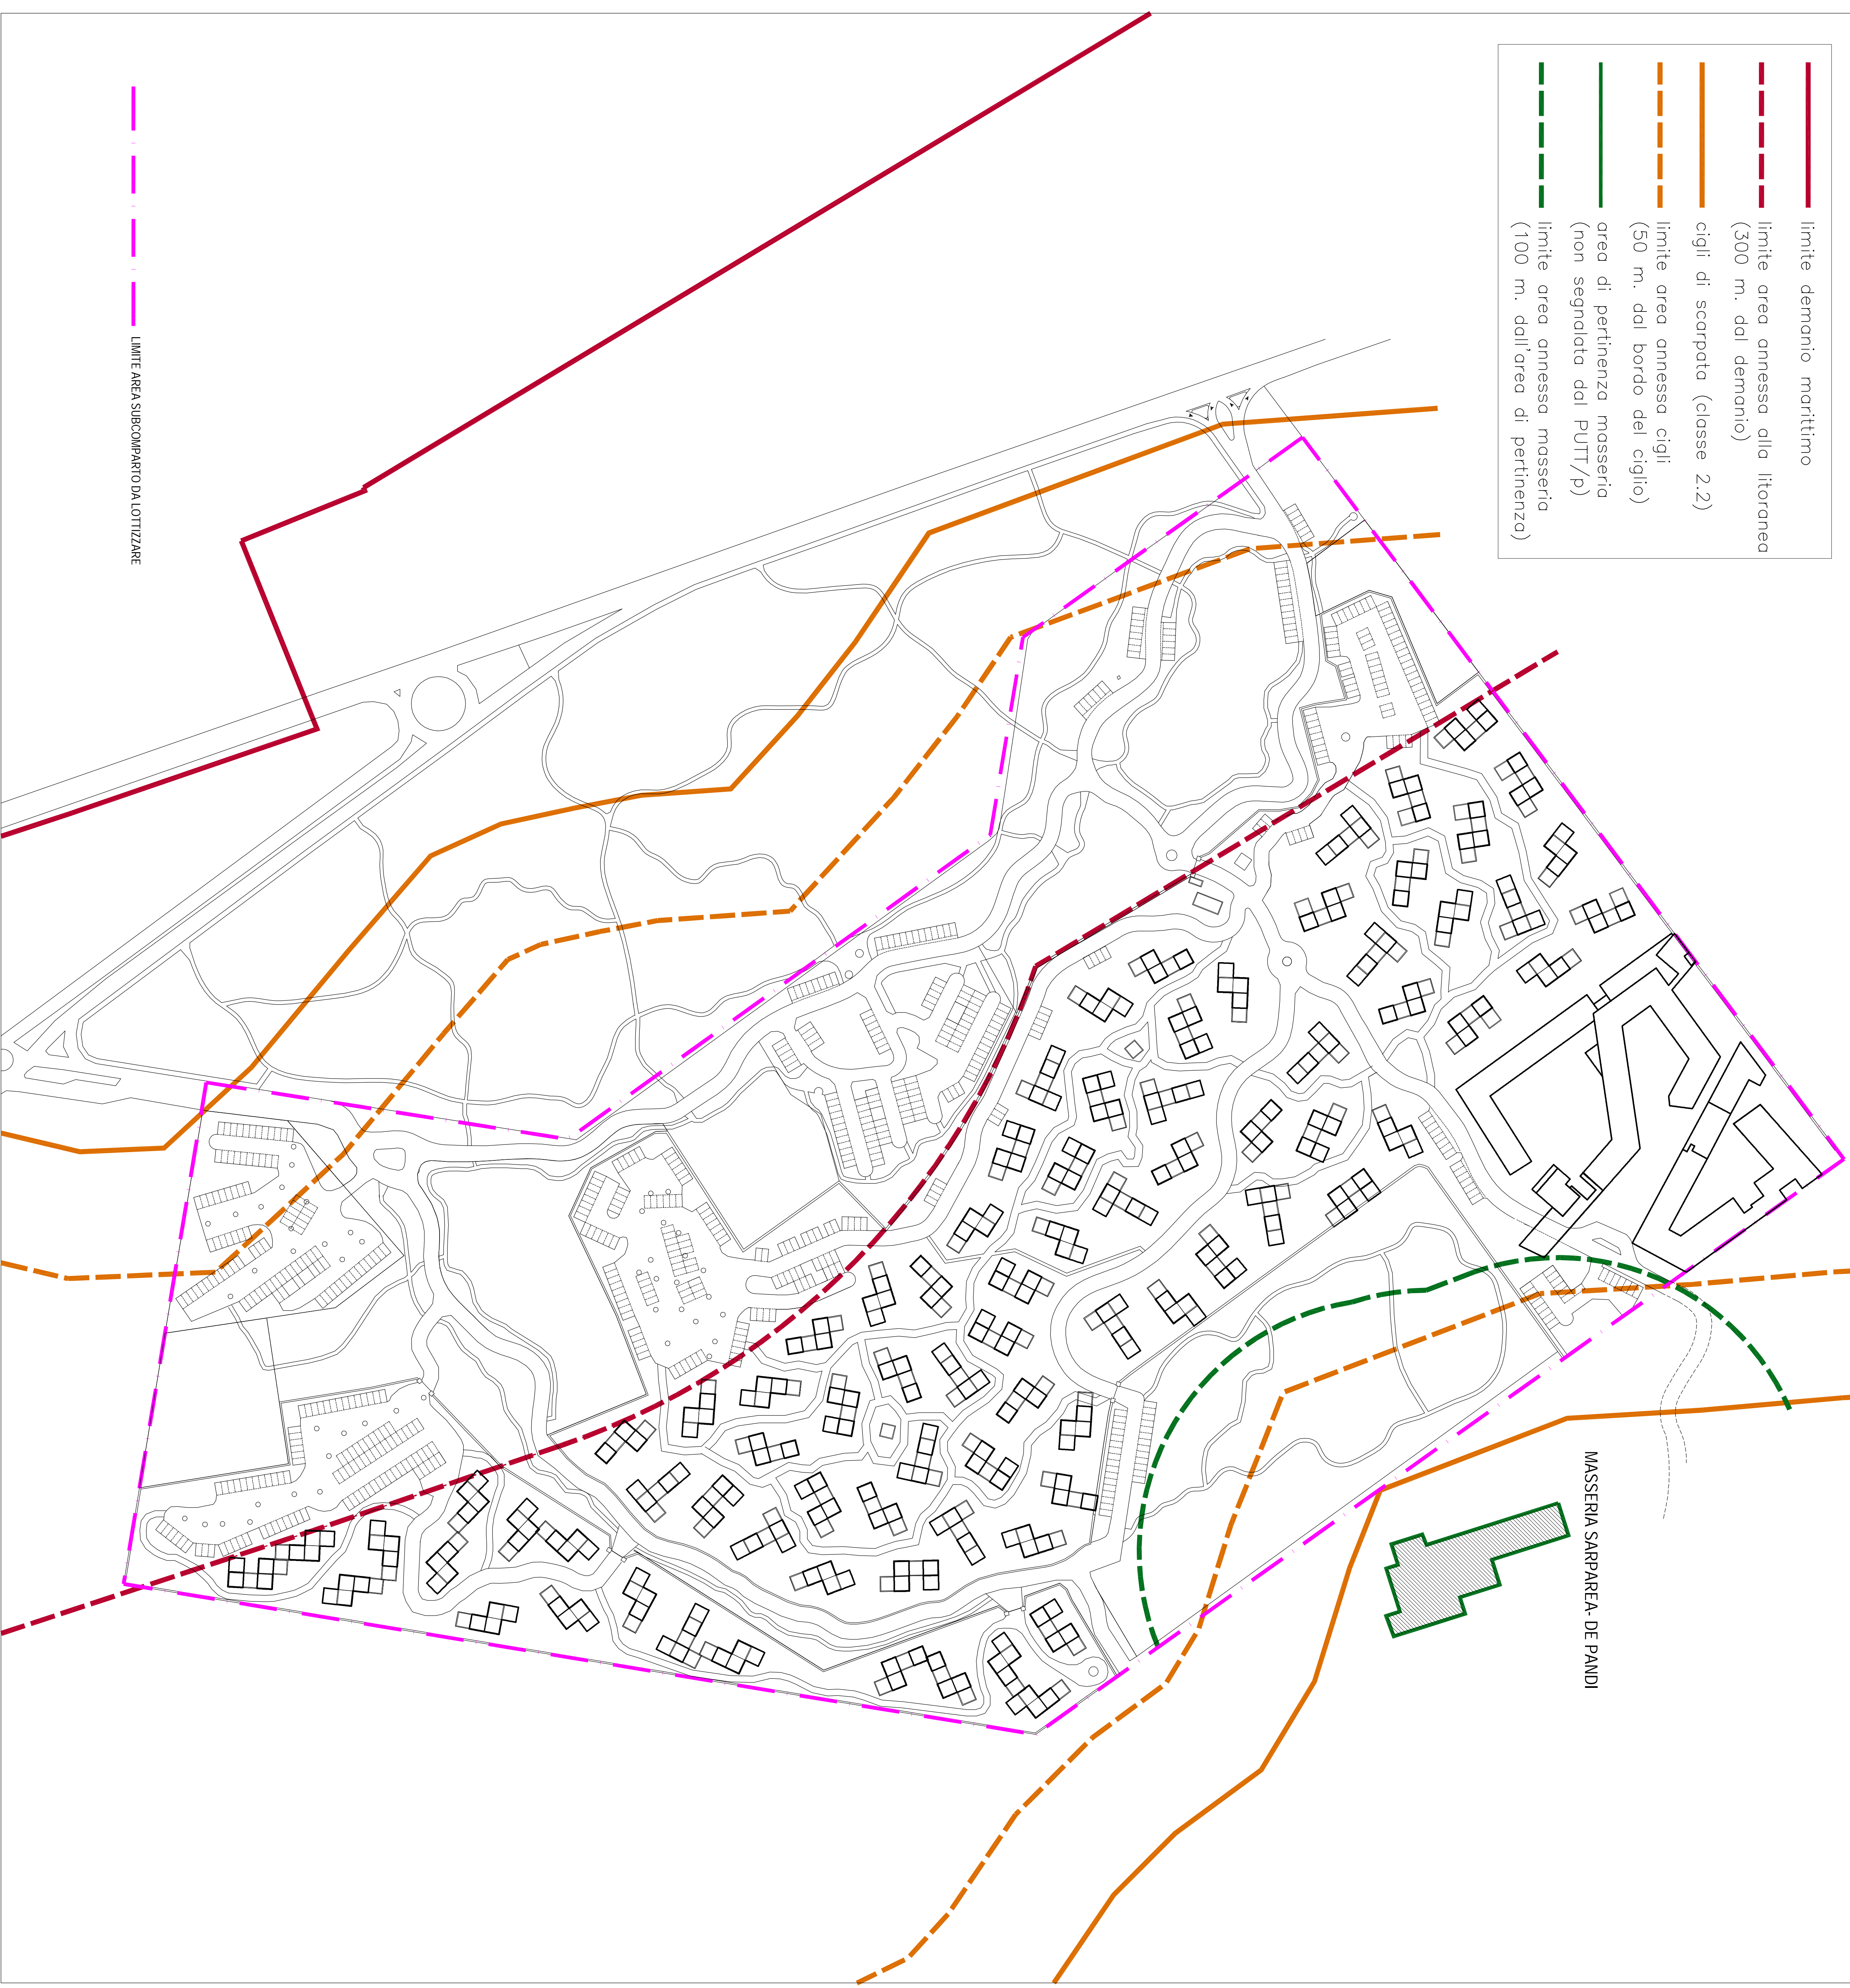 limite demanio marittimo
limite area annessa alla litoranea
(300 m. dal demanio)
cigli di scarpata (classe 2.2)
limite area annessa cigli
(50 m. dal bordo del ciglio)
area di pertinenza masseria
(non segnalata dal PUTT/p)
limite area annessa masseria
(100 m. dall'area di pertinenza)
MASSERIA SARPAREA- DE PANDI
LIMITE AREA SUBCOMPARTO DA LOTTIZZARE